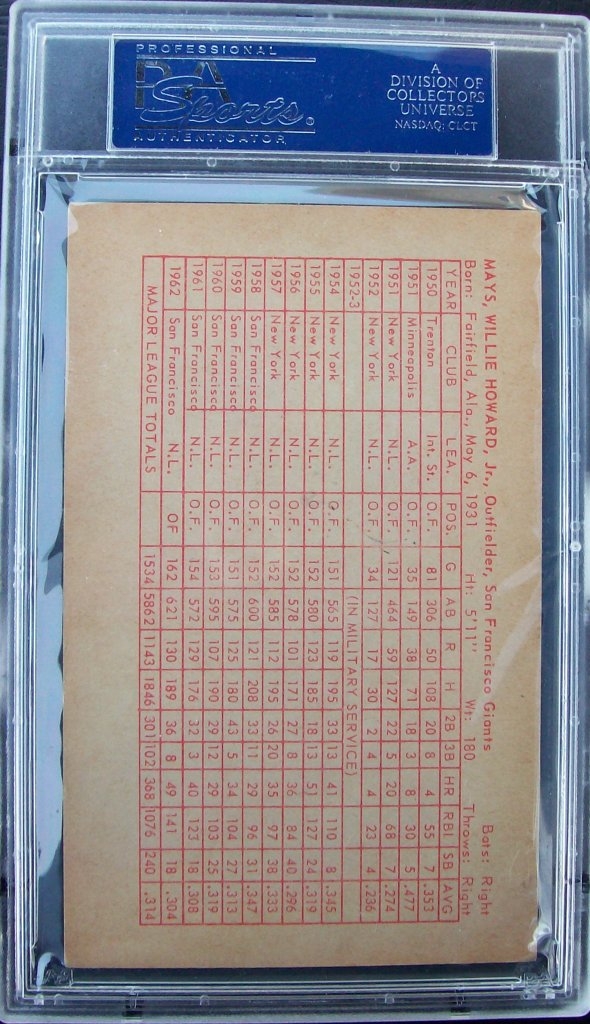 PROFESSIONAL
PSA
Sports®
AUTHENTICATOR
A
DIVISION OF
COLLECTORS
UNIVERSE
NASDAQ: CLCT
MAYS, WILLIE HOWARD, Jr., Outfielder, San Francisco Giants Bats: Right
Born: Fairfield, Ala., May 6, 1931 Ht: 5'11" Wt: 180 Throws: Right
YEAR CLUB LEA. POS. G AB R H 2B 3B HR RBI SB AVG
1950 Trenton Int. St. O.F. 81 306 50 108 20 8 4 55 7 .353
1951 Minneapolis A.A. O.F. 35 149 38 71 18 3 8 30 5 .477
1951 New York N.L. O.F. 121 464 59 127 22 5 20 68 7 .274
1952 New York N.L. O.F. 34 127 17 30 2 4 4 23 4 .236
1952-3 (IN MILITARY SERVICE)
1954 New York N.L. O.F. 151 565 119 195 33 13 41 110 8 .345
1955 New York N.L. O.F. 152 580 123 185 18 13 51 127 24 .319
1956 New York N.L. O.F. 152 578 101 171 27 8 36 84 40 .296
1957 New York N.L. O.F. 152 585 112 195 26 20 35 97 38 .333
1958 San Francisco N.L. O.F. 152 600 121 208 33 11 29 96 31 .347
1959 San Francisco N.L. O.F. 151 575 125 180 43 5 34 104 27 .313
1960 San Francisco N.L. O.F. 153 595 107 190 29 12 29 103 25 .319
1961 San Francisco N.L. O.F. 154 572 129 176 32 3 40 123 18 .308
1962 San Francisco N.L. OF 162 621 130 189 36 8 49 141 18 .304
MAJOR LEAGUE TOTALS 1534 5862 1143 1846 301 102 368 1076 240 .314